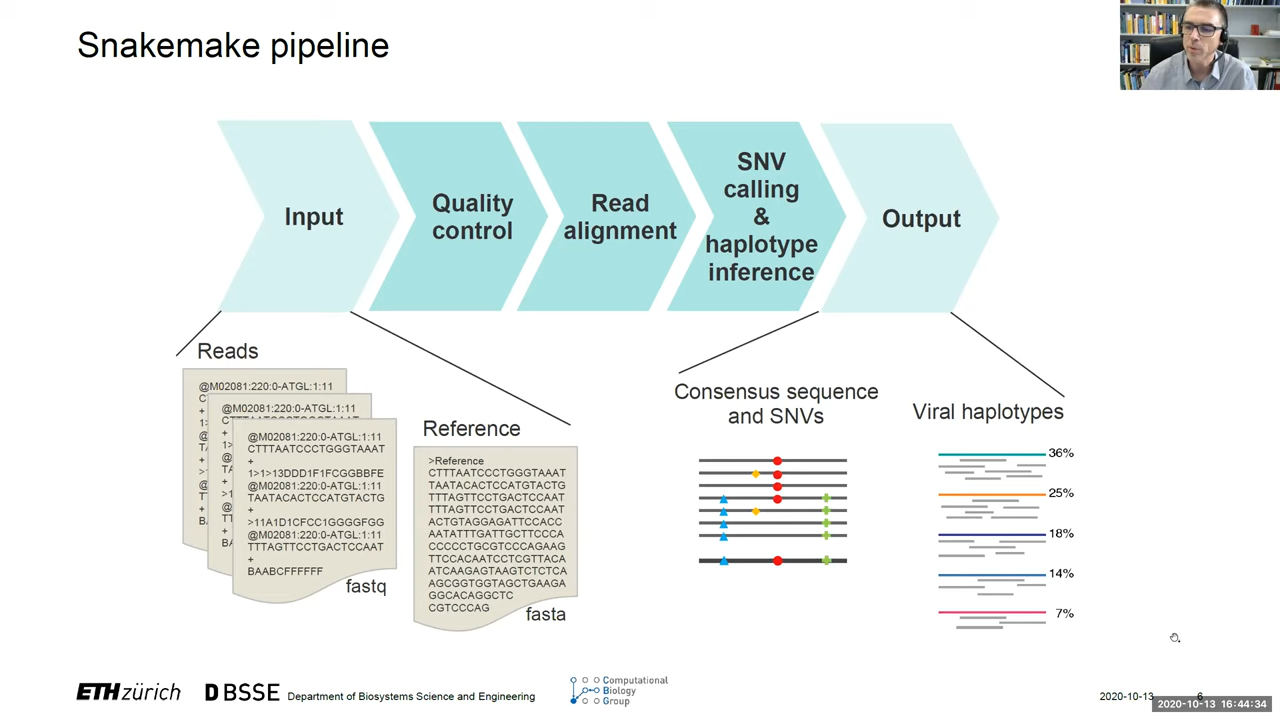 Snakemake pipeline
Input
Quality
control
Read
alignment
SNV
calling
&
haplotype
inference
Output
Reads
@M02081:220:0-ATGL:1:11
@M02081:220:0-ATGL:1:11
@M02081:220:0-ATGL:1:11
CTTTAATCCCTGGGTAAAT
+
1>1>13DDD1F1FCGGBBFE
@M02081:220:0-ATGL:1:11
TAATACACTCCATGTACTG
+
>11A1D1CFCC1GGGGFGG
@M02081:220:0-ATGL:1:11
TTTAGTTCCTGACTCCAAT
+
BAABCFFFFFF
fastq
Reference
>Reference
CTTTAATCCCTGGGTAAAT
TAATACACTCCATGTACTG
TTTAGTTCCTGACTCCAAT
TTTAGTTCCTGACTCCAAT
ACTGTAGGAGATTCCACC
AATATTTGATTGCTTCCCA
CCCCCTGCGTCCCAGAAG
TTCCACAATCCTCGTTACA
ATCAAGAGTAAGTCTCTCA
AGCGGTGGTAGCTGAAGA
GGCACAGGCTC
CGTCCCAG
fasta
Consensus sequence
and SNVs
Viral haplotypes
36%
25%
18%
14%
7%
ETH zürich
D BSSE
Department of Biosystems Science and Engineering
Computational
Biology
Group
2020-10-13
6
2020-10-13 16:44:34